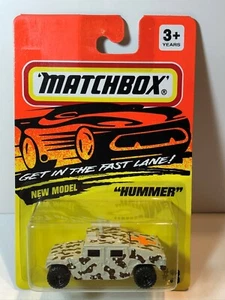 3+
YEARS
MATCHBOX®
GET IN THE FAST LANE!
NEW MODEL
"HUMMER"